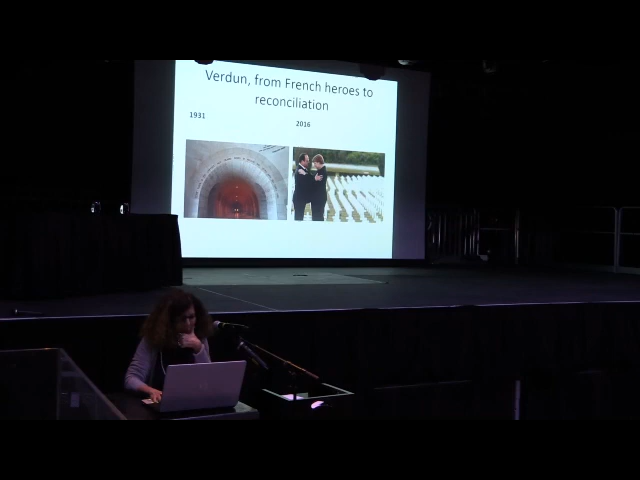 Verdun, from French heroes to
reconciliation
1931
2016